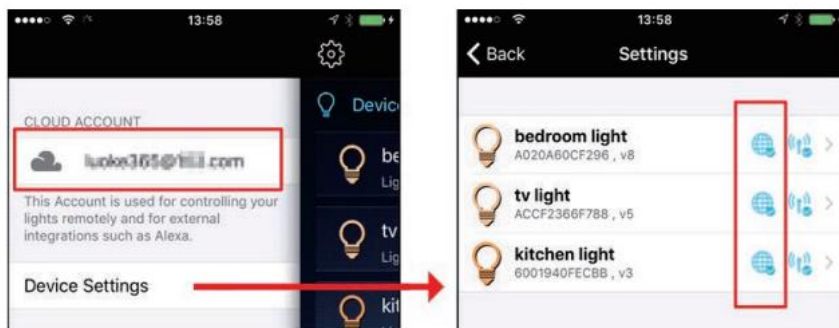 13:58
CLOUD ACCOUNT
.com
This Account is used for controlling your
lights remotely and for external
integrations such as Alexa.
Device Settings
Devic
be
Lig
tv
Lig
kit
13:58
Back Settings
bedroom light
A020A60CF296 , v8
tv light
ACCF2366F788 , v5
kitchen light
6001940FECBB , v3